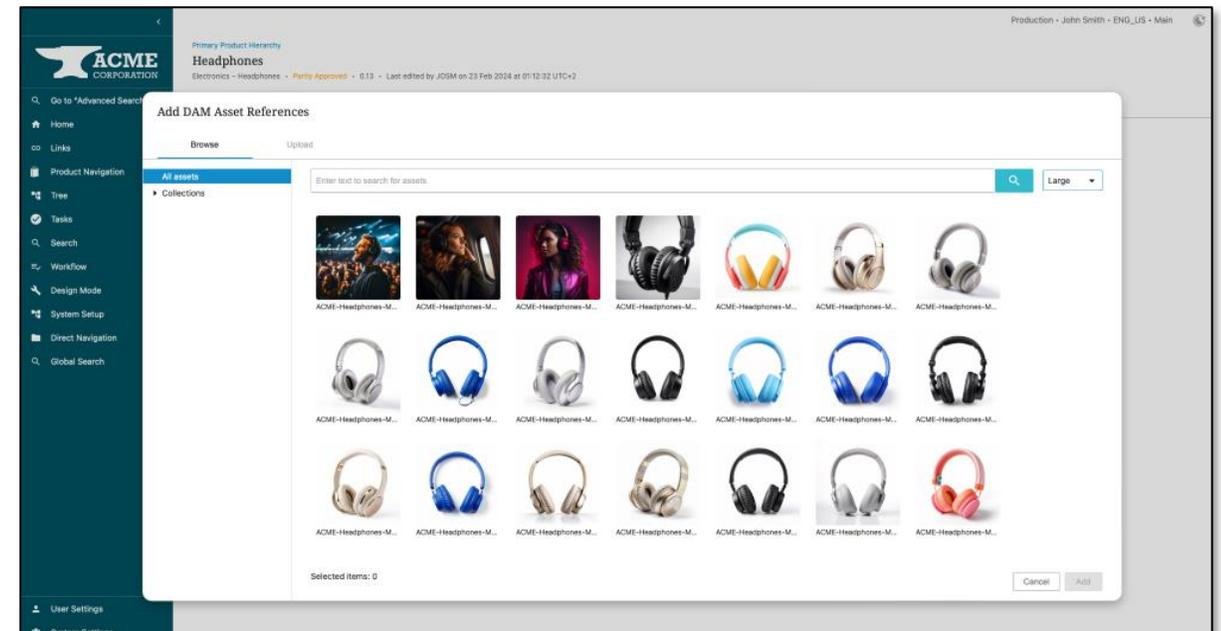 Production - John Smith - ENG_US - Main
ACME
CORPORATION
Primary Product Hierarchy
Headphones
Electronics - Headphones - Partly Approved - 0.13 - Last edited by JOSM on 23 Feb 2024 at 01:12:32 UTC+2
Go to "Advanced Search
Home
Links
Product Navigation
Tree
Tasks
Search
Workflow
Design Mode
System Setup
Direct Navigation
Global Search
User Settings
Add DAM Asset References
Browse Upload
All assets
Collections
Enter text to search for assets. Large
ACME-Headphones-M... ACME-Headphones-M... ACME-Headphones-M... ACME-Headphones-M... ACME-Headphones-M... ACME-Headphones-M... ACME-Headphones-M...
ACME-Headphones-M... ACME-Headphones-M... ACME-Headphones-M... ACME-Headphones-M... ACME-Headphones-M... ACME-Headphones-M... ACME-Headphones-M...
ACME-Headphones-M... ACME-Headphones-M... ACME-Headphones-M... ACME-Headphones-M... ACME-Headphones-M... ACME-Headphones-M... ACME-Headphones-M...
Selected items: 0
Cancel Add